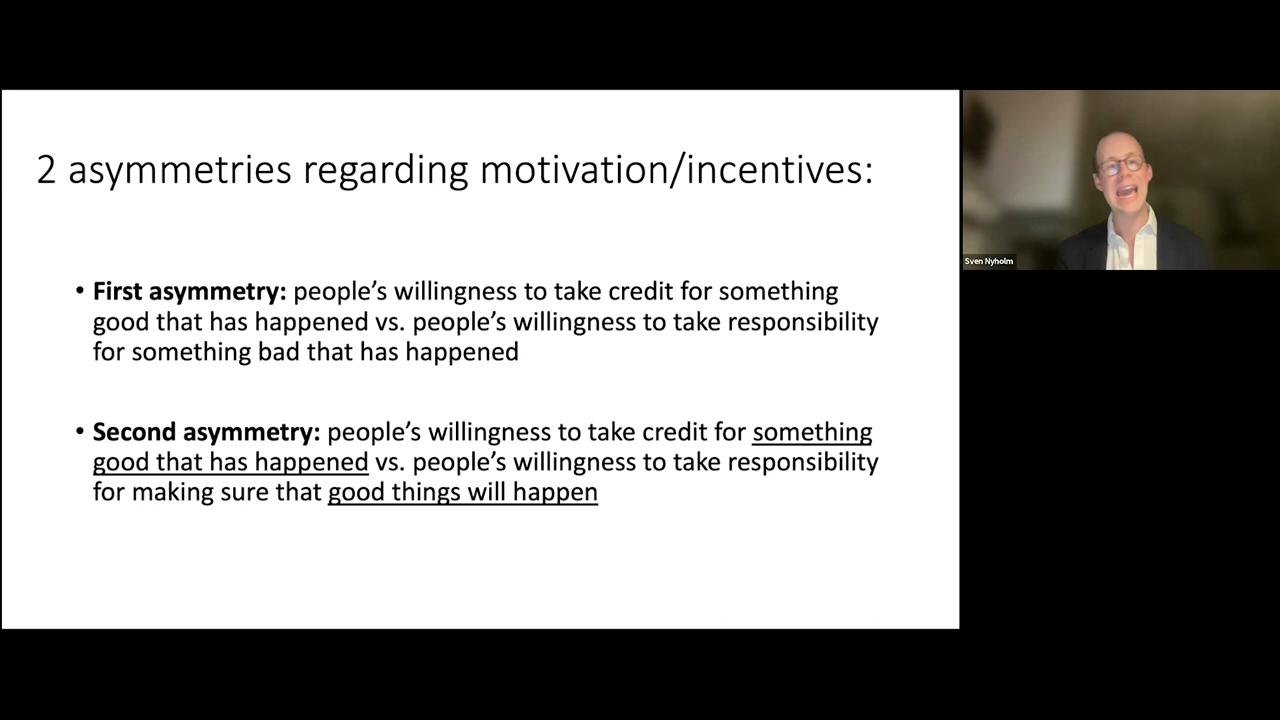 2 asymmetries regarding motivation/incentives:
• First asymmetry: people’s willingness to take credit for something
good that has happened vs. people’s willingness to take responsibility
for something bad that has happened
• Second asymmetry: people’s willingness to take credit for something
good that has happened vs. people’s willingness to take responsibility
for making sure that good things will happen
Sven Nyholm